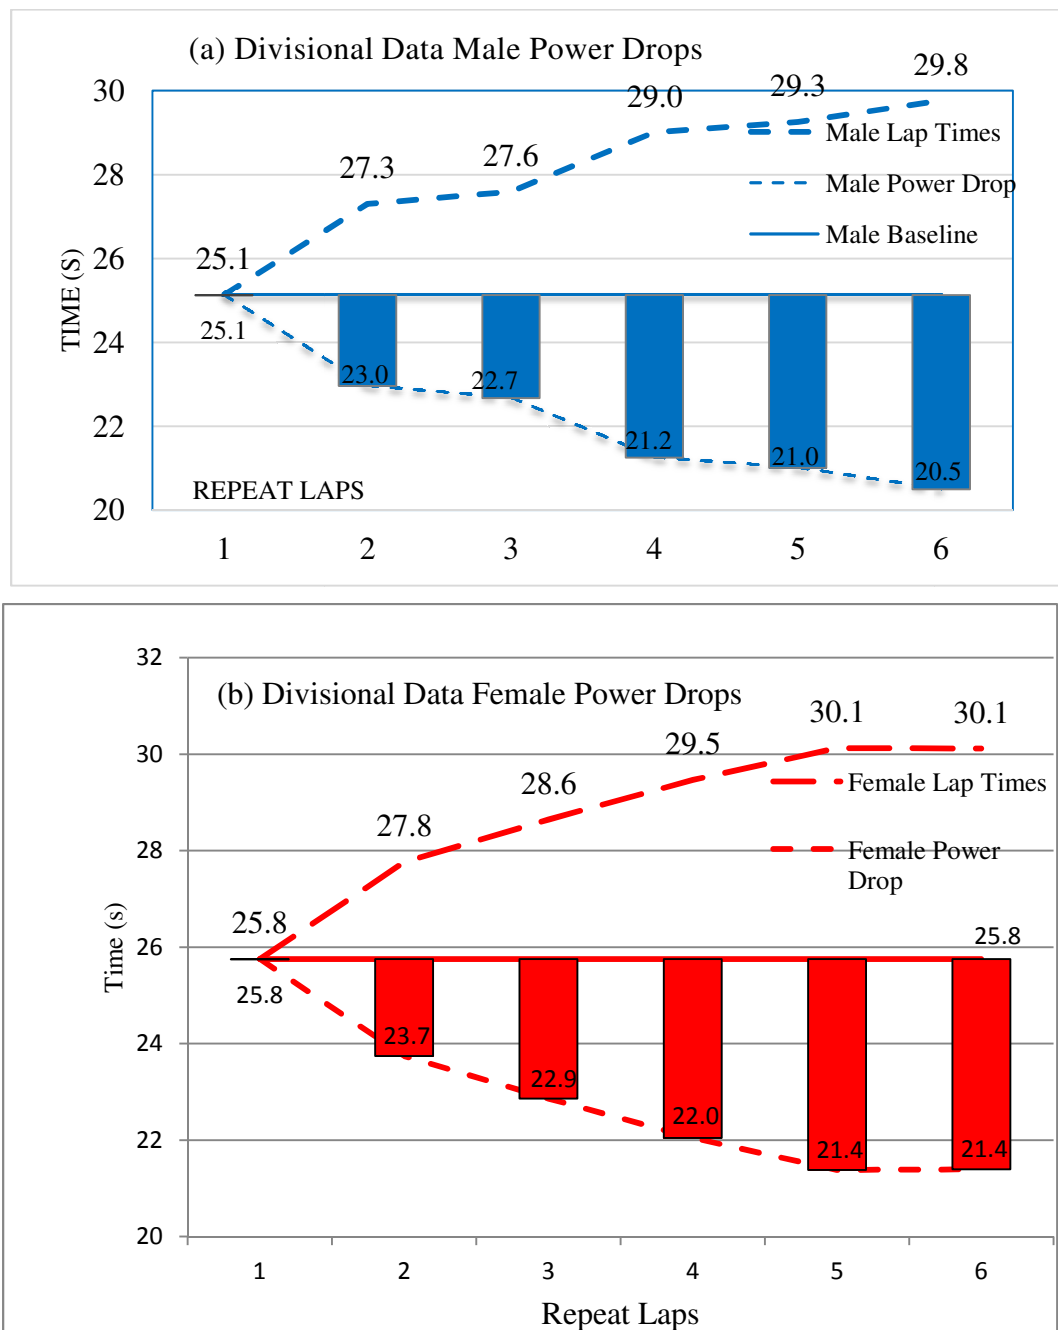 (a) Divisional Data Male Power Drops
29.8
30
29.0
29.3
Male Lap Times
27.3
27.6
28
Male Power Drop
Male Baseline
26
25.1
TIME (S)
25.1
24
23.0
22.7
22
21.2
21.0
20.5
REPEAT LAPS
20
1 2 3 4 5 6
32
(b) Divisional Data Female Power Drops
30.1 30.1
29.5
30
Female Lap Times
28.6
27.8
28
Female Power
Drop
25.8
25.8
26
Time (s)
25.8
24
23.7
22.9
22.0
22
21.4 21.4
20
1 2 3 4 5 6
Repeat Laps